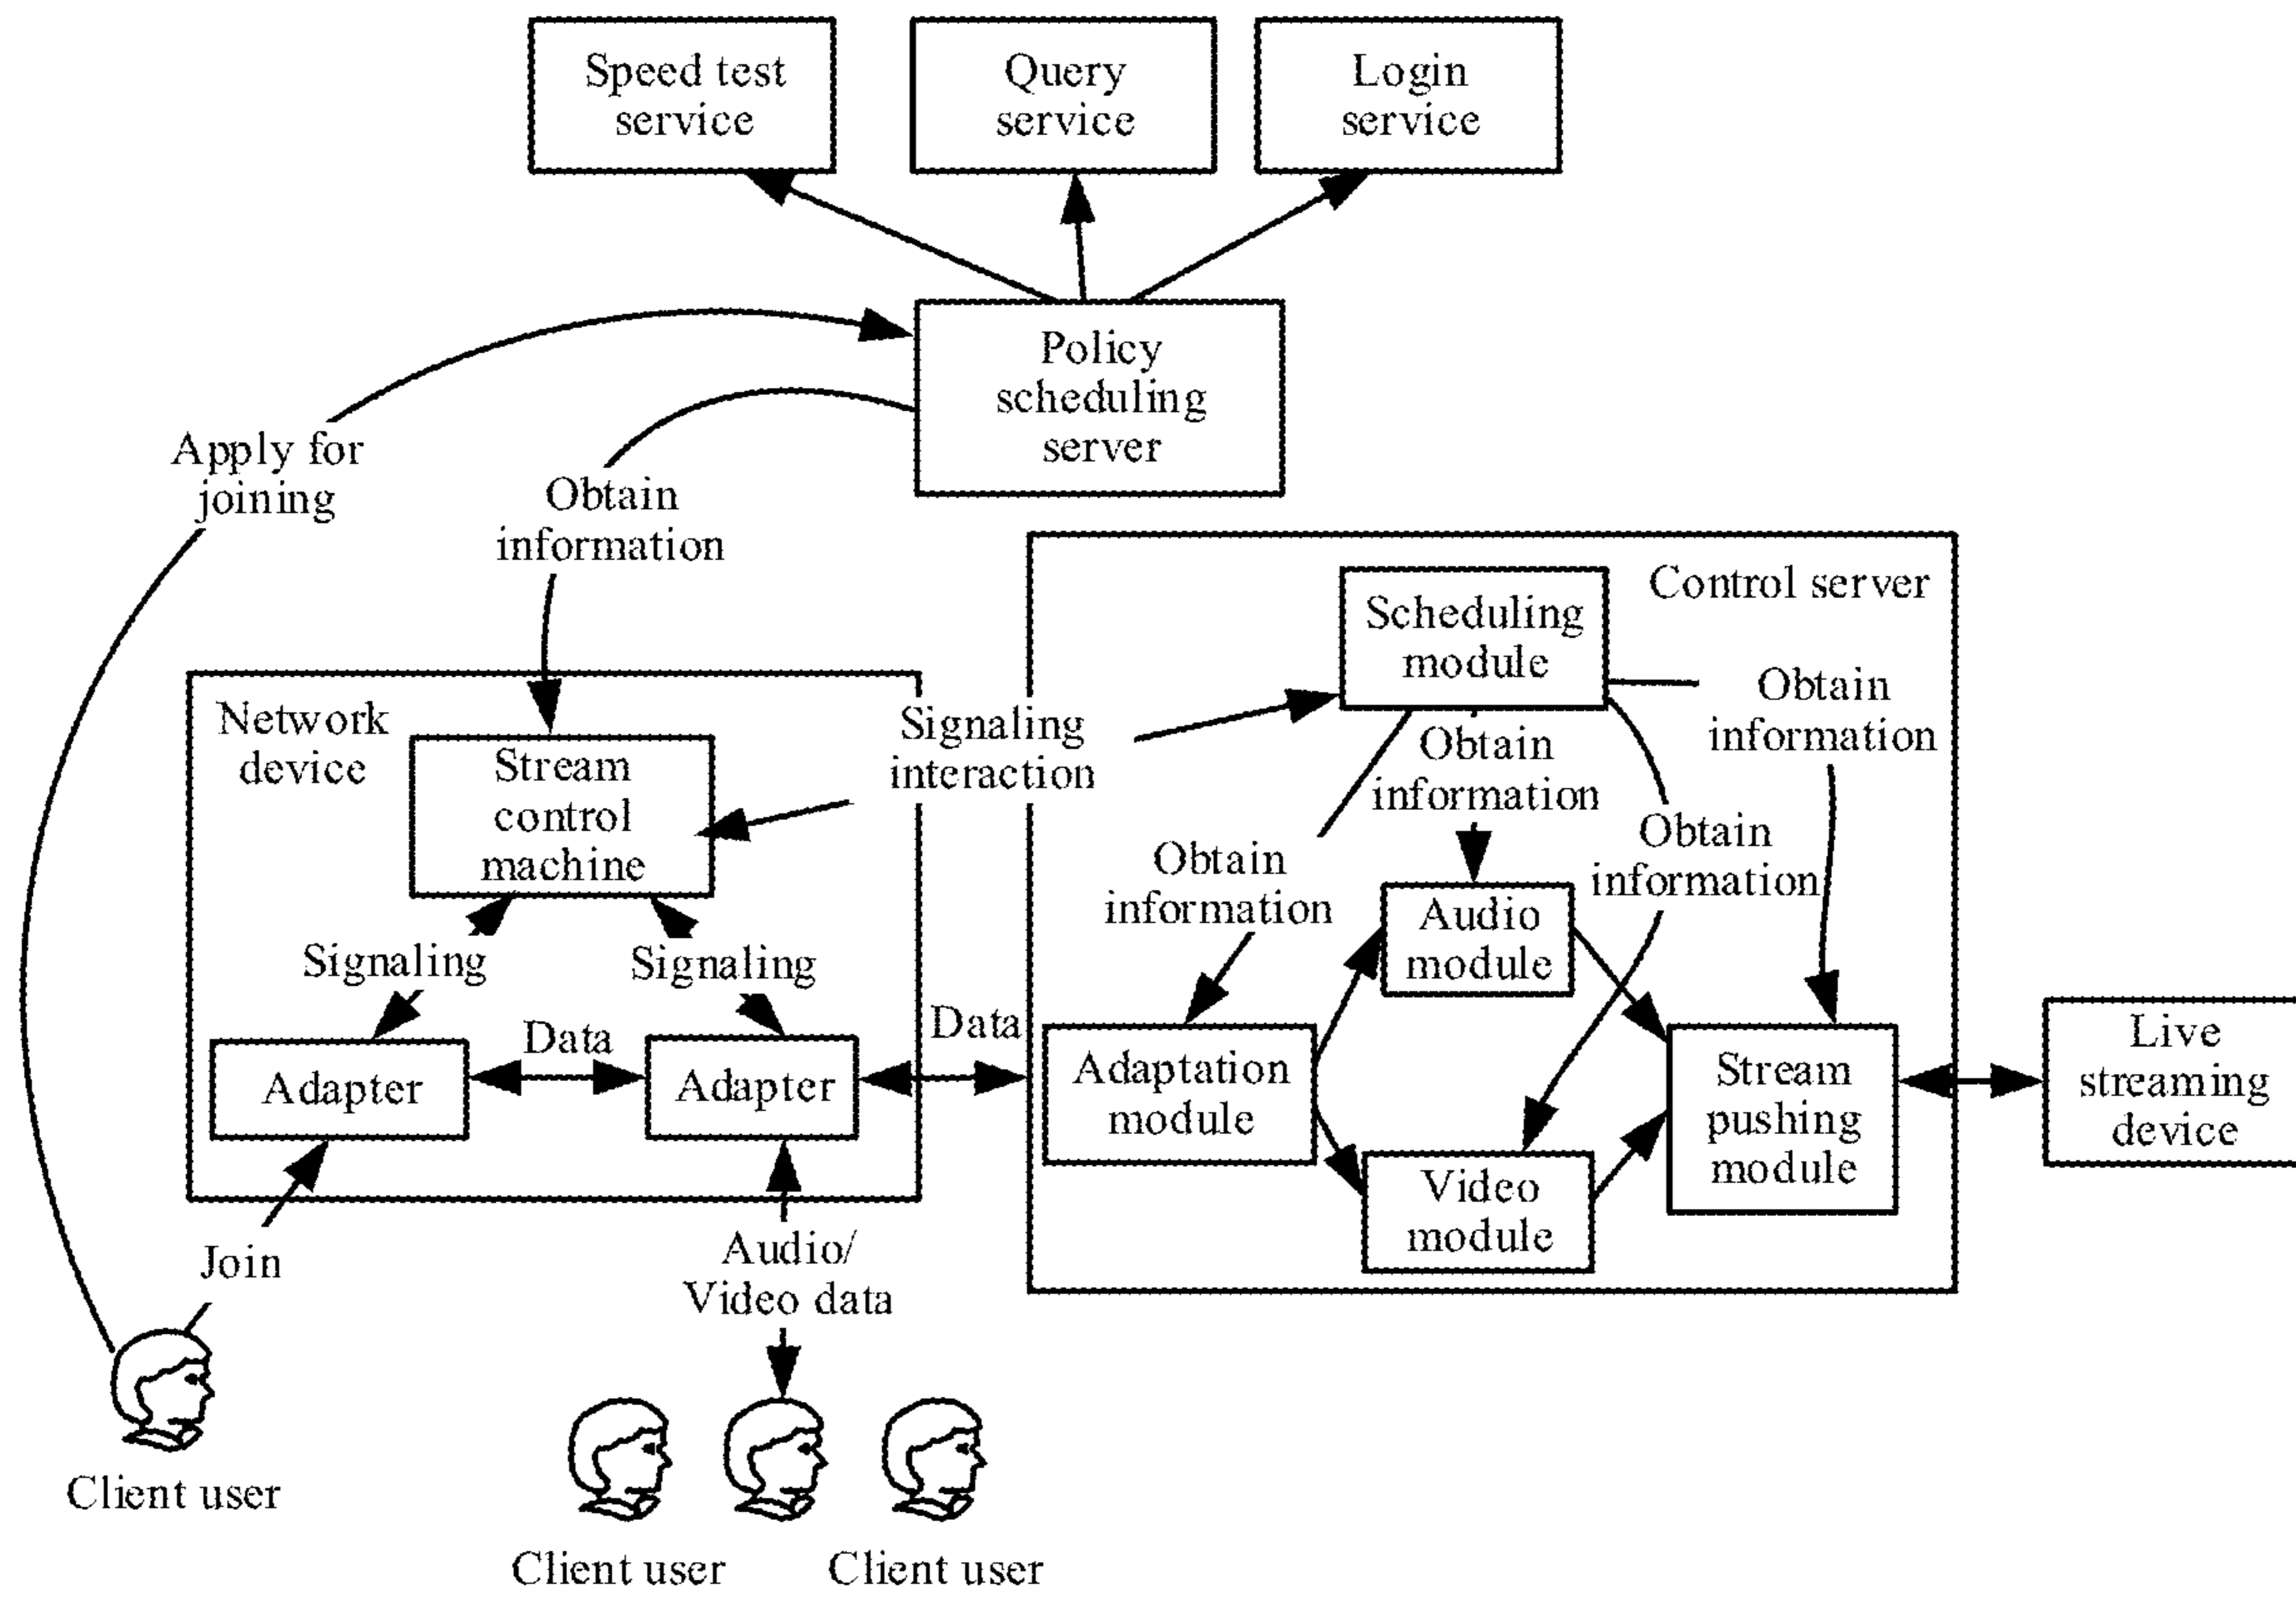 Speed test
service
Query
service
Login
service
Policy
scheduling
server
Apply for
joining
Obtain
information
Control server
Scheduling
module
Obtain
information
Network
device
Signaling
interaction
Stream
control
machine
Obtain
information
Obtain
information
Obtain
information
Audio
module
Signaling
Signaling
Data
Data
Adapter
Adapter
Adaptation
module
Stream
pushing
module
Live
streaming
device
Video
module
Join
Audio/
Video data
Client user
Client user
Client user